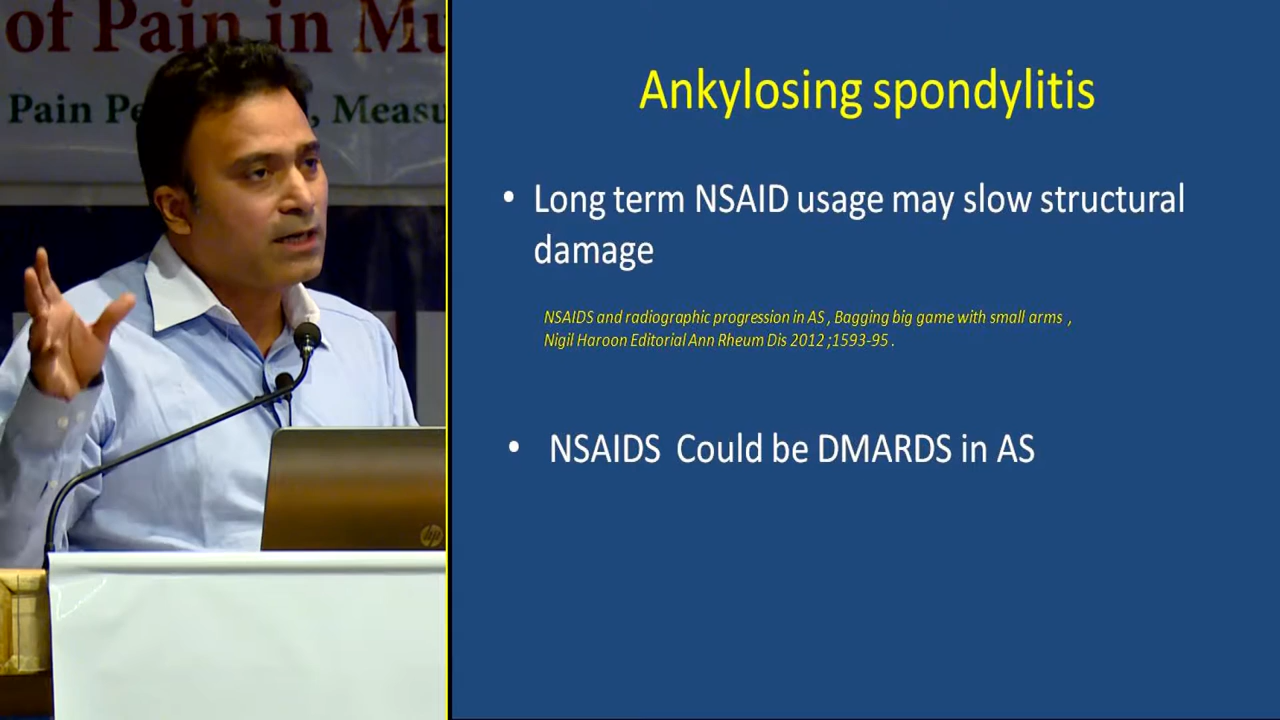 of Pain in
Pain , Measu
Ankylosing spondylitis
• Long term NSAID usage may slow structural
damage
NSAIDS and radiographic progression in AS , Bagging big game with small arms ,
Nigil Haroon Editorial Ann Rheum Dis 2012 ;1593-95 .
• NSAIDS Could be DMARDS in AS
hp